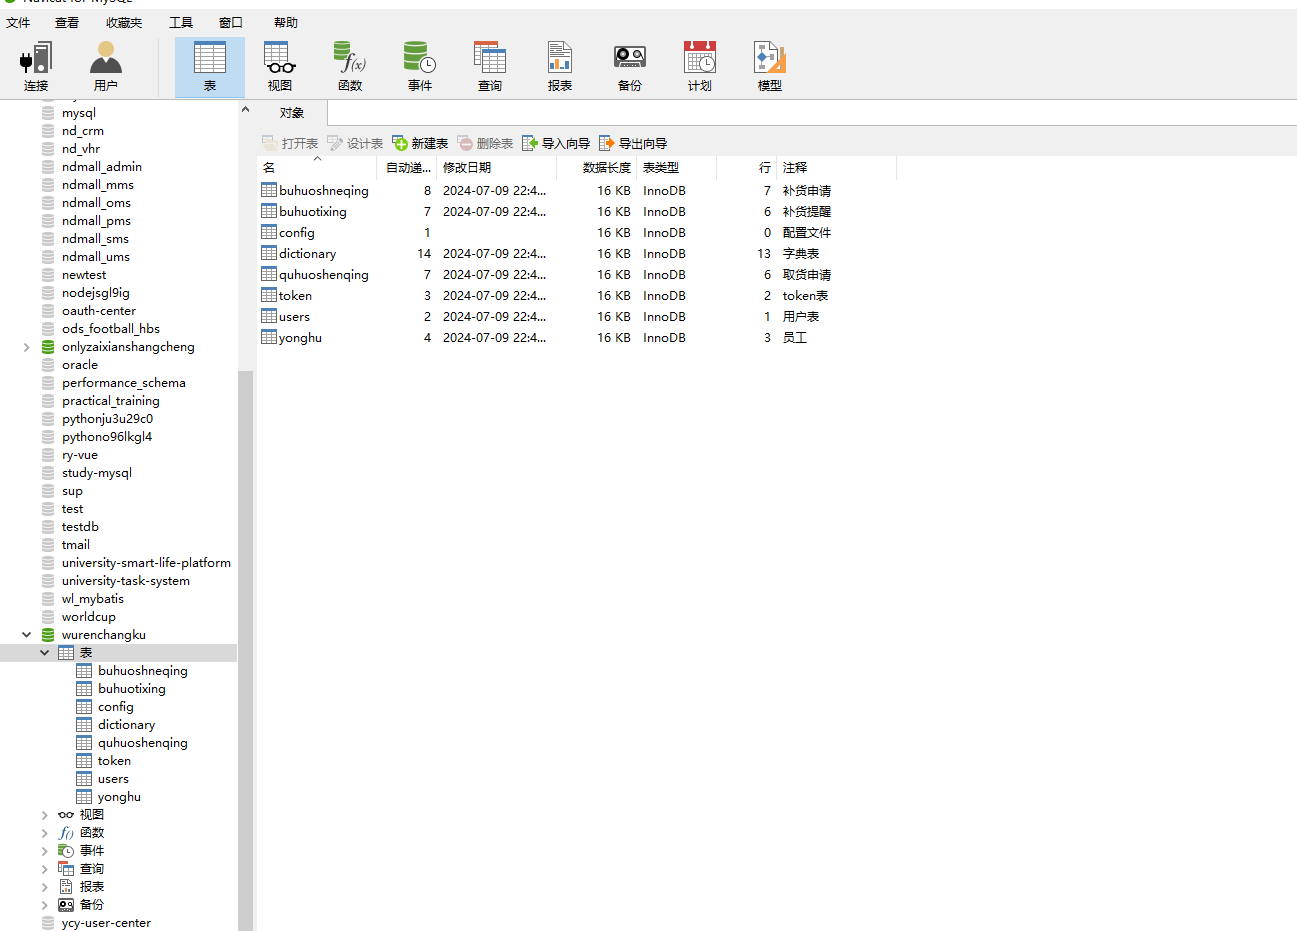 Navicat for MySQL
文件 查看 收藏夹 工具 窗口 帮助
连接 用户 表 视图 函数 事件 查询 报表 备份 计划 模型
mysql
nd_crm
nd_vhr
ndmall_admin
ndmall_mms
ndmall_oms
ndmall_pms
ndmall_sms
ndmall_ums
newtest
nodejsgl9ig
oauth-center
ods_football_hbs
onlyzaixianshangcheng
oracle
performance_schema
practical_training
pythonju3u29c0
pythono96lkgl4
ry-vue
study-mysql
sup
test
testdb
tmail
university-smart-life-platform
university-task-system
wl_mybatis
worldcup
wurenchangku
表
buhuoshneqing
buhuotixing
config
dictionary
quhuoshenqing
token
users
yonghu
视图
函数
事件
查询
报表
备份
ycy-user-center
对象
打开表 设计表 新建表 删除表 导入向导 导出向导
名 自动递... 修改日期 数据长度 表类型 行 注释
buhuoshneqing 8 2024-07-09 22:4... 16 KB InnoDB 7 补货申请
buhuotixing 7 2024-07-09 22:4... 16 KB InnoDB 6 补货提醒
config 1 16 KB InnoDB 0 配置文件
dictionary 14 2024-07-09 22:4... 16 KB InnoDB 13 字典表
quhuoshenqing 7 2024-07-09 22:4... 16 KB InnoDB 6 取货申请
token 3 2024-07-09 22:4... 16 KB InnoDB 2 token表
users 2 2024-07-09 22:4... 16 KB InnoDB 1 用户表
yonghu 4 2024-07-09 22:4... 16 KB InnoDB 3 员工